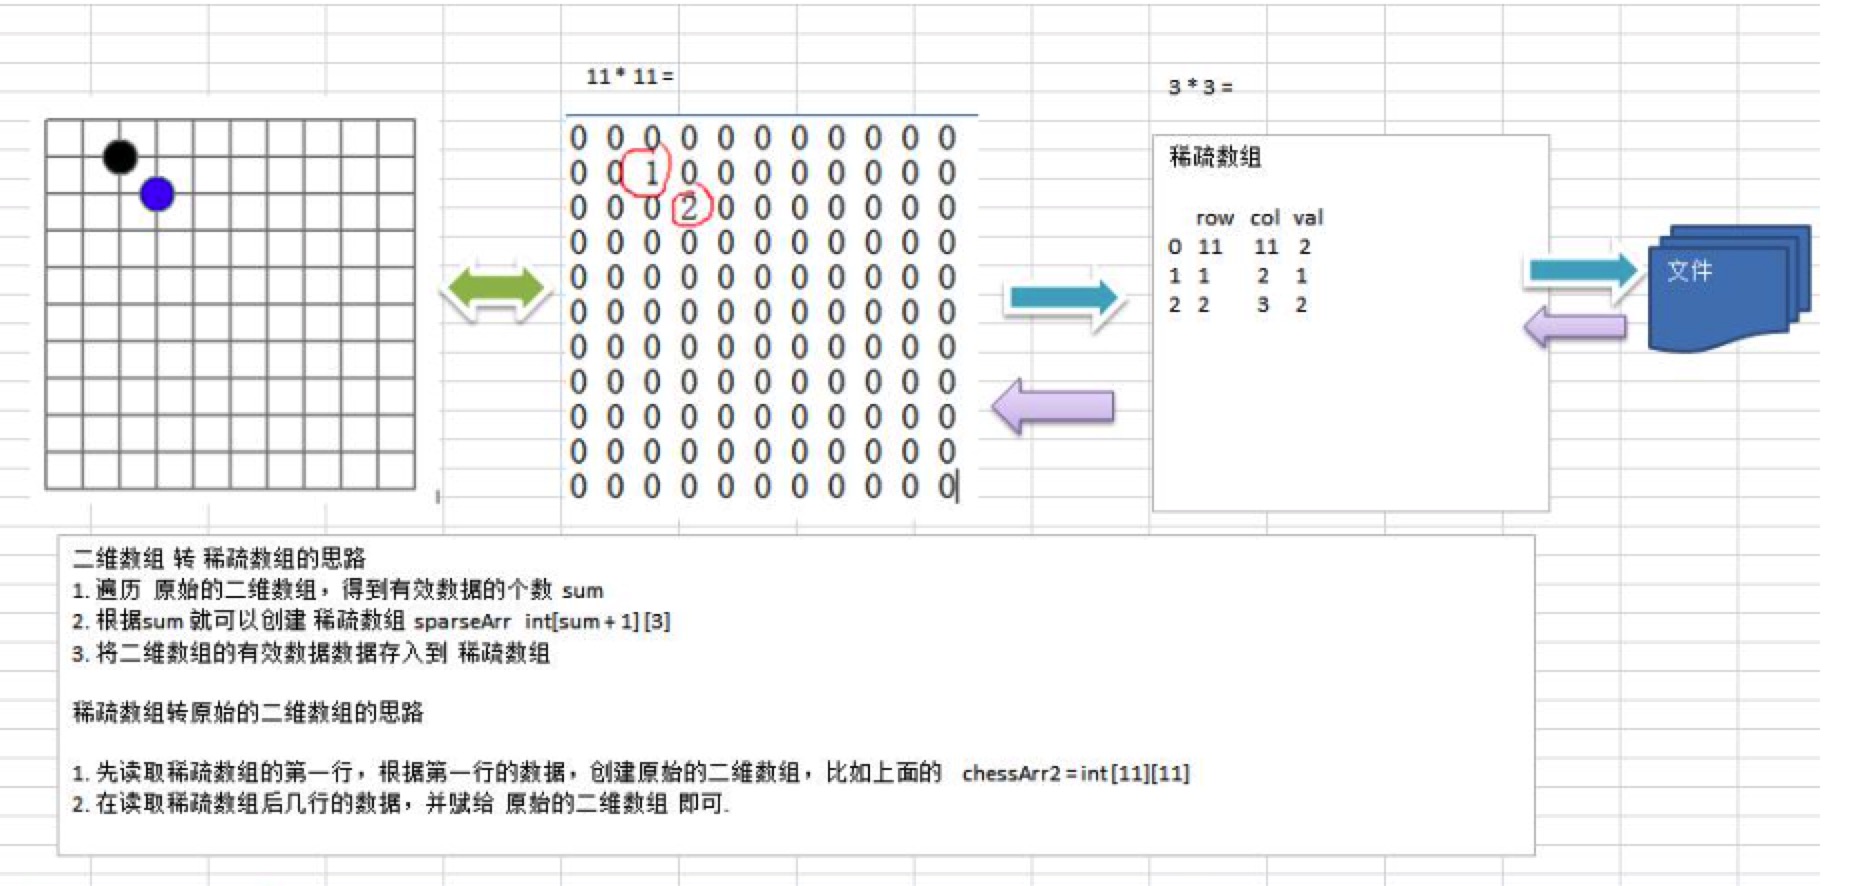 11 * 11 =
3 * 3 =
0 0 0 0 0 0 0 0 0 0 0
0 0 1 0 0 0 0 0 0 0 0
0 0 0 2 0 0 0 0 0 0 0
0 0 0 0 0 0 0 0 0 0 0
0 0 0 0 0 0 0 0 0 0 0
0 0 0 0 0 0 0 0 0 0 0
0 0 0 0 0 0 0 0 0 0 0
0 0 0 0 0 0 0 0 0 0 0
0 0 0 0 0 0 0 0 0 0 0
0 0 0 0 0 0 0 0 0 0 0
0 0 0 0 0 0 0 0 0 0 0
稀疏数组
row col val
0 11 11 2
1 1 2 1
2 2 3 2
文件
二维数组 转 稀疏数组的思路
1. 遍历 原始的二维数组，得到有效数据的个数 sum
2. 根据sum 就可以创建 稀疏数组 sparseArr int[sum + 1] [3]
3. 将二维数组的有效数据数据存入到 稀疏数组
稀疏数组转原始的二维数组的思路
1. 先读取稀疏数组的第一行，根据第一行的数据，创建原始的二维数组，比如上面的 chessArr2 = int [11][11]
2. 在读取稀疏数组后几行的数据，并赋给 原始的二维数组 即可.